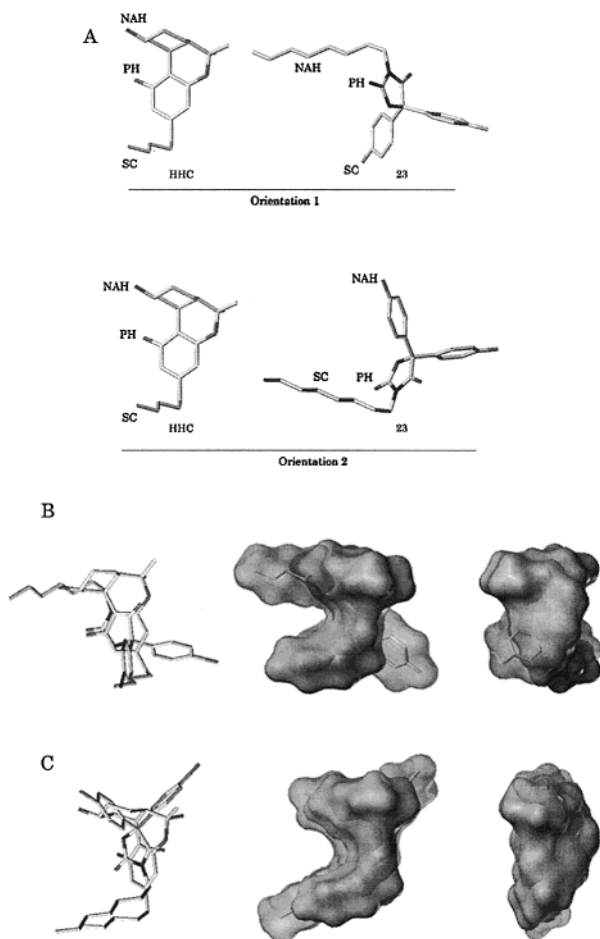 A
NAH
PH
SC
HHC
NAH
PH
SC
23
Orientation 1
NAH
PH
SC
HHC
NAH
SC
PH
23
Orientation 2
B
C